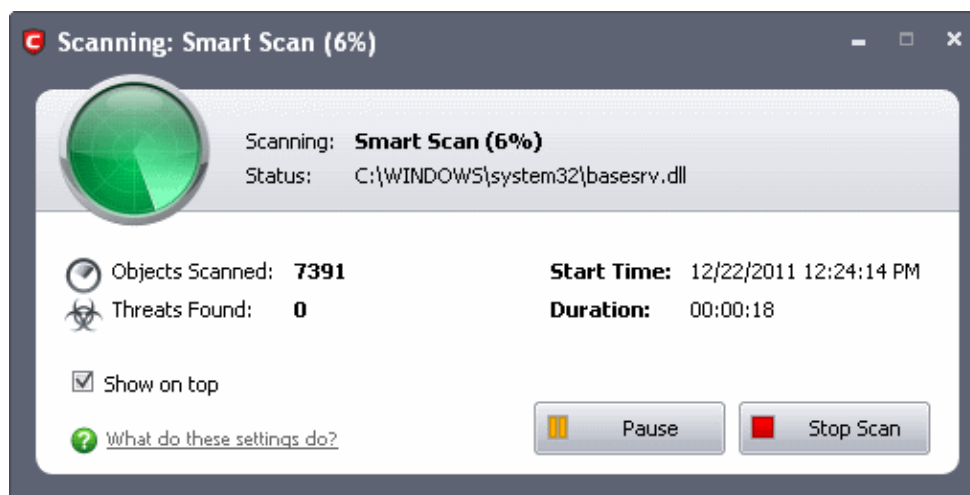 Scanning: Smart Scan (6%)
Scanning: Smart Scan (6%)
Status: C:\WINDOWS\system32\basesrv.dll
Objects Scanned: 7391
Start Time: 12/22/2011 12:24:14 PM
Threats Found: 0
Duration: 00:00:18
Show on top
What do these settings do?
Pause
Stop Scan